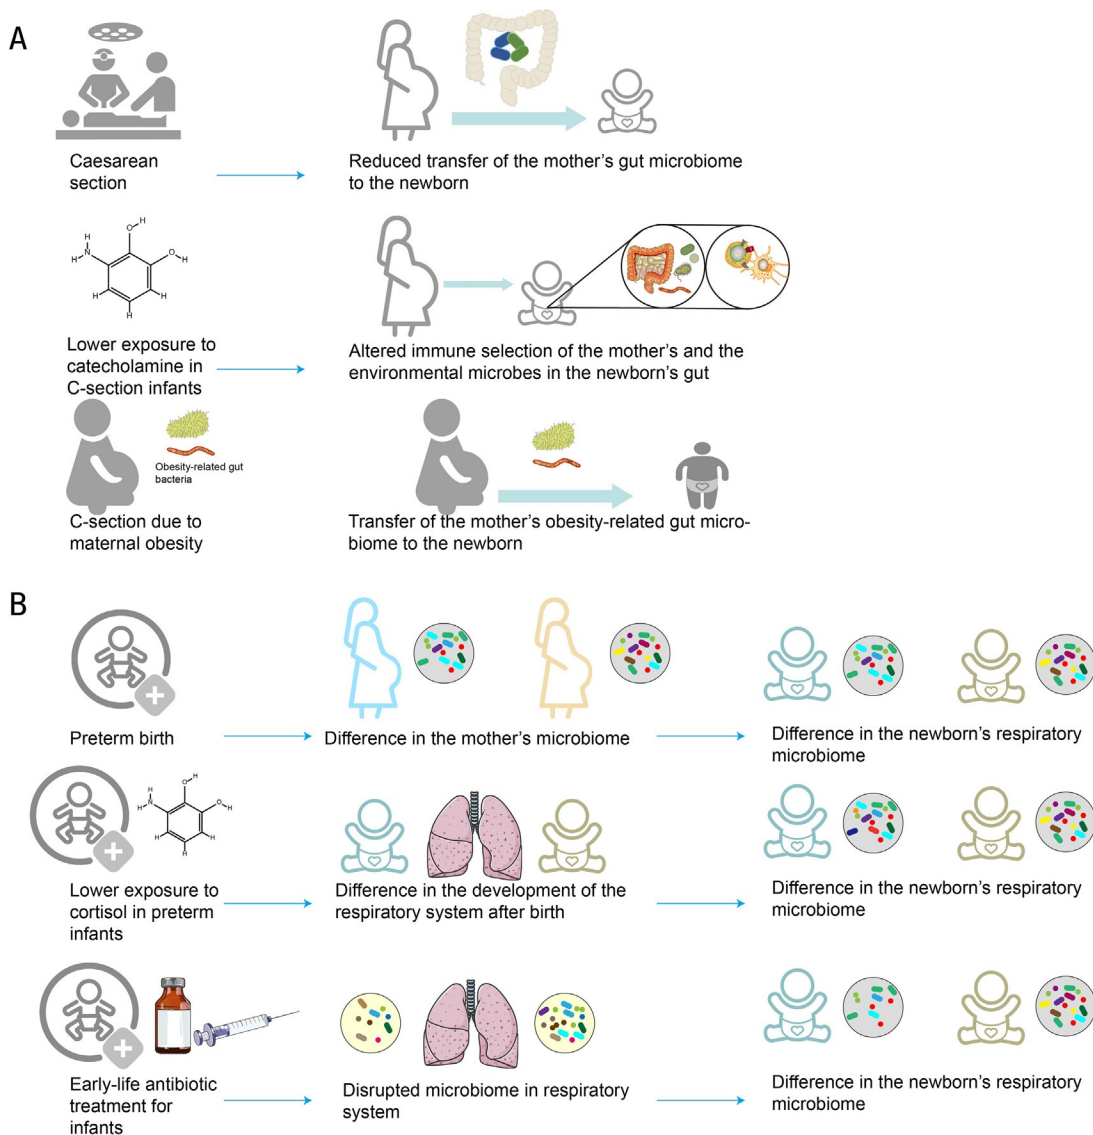 A
Caesarean
section
Reduced transfer of the mother’s gut microbiome
to the newborn
H
O
H
N
H
O
H
H
H
H
Lower exposure to
catecholamine in
C-section infants
Altered immune selection of the mother’s and the
environmental microbes in the newborn’s gut
Obesity-related gut
bacteria
C-section due to
maternal obesity
Transfer of the mother’s obesity-related gut micro-
biome to the newborn
B
Preterm birth
Difference in the mother’s microbiome
Difference in the newborn’s respiratory
microbiome
H
O
H
N
H
O
H
H
H
H
Lower exposure to
cortisol in preterm
infants
Difference in the development of the
respiratory system after birth
Difference in the newborn’s respiratory
microbiome
Early-life antibiotic
treatment for
infants
Disrupted microbiome in respiratory
system
Difference in the newborn’s respiratory
microbiome